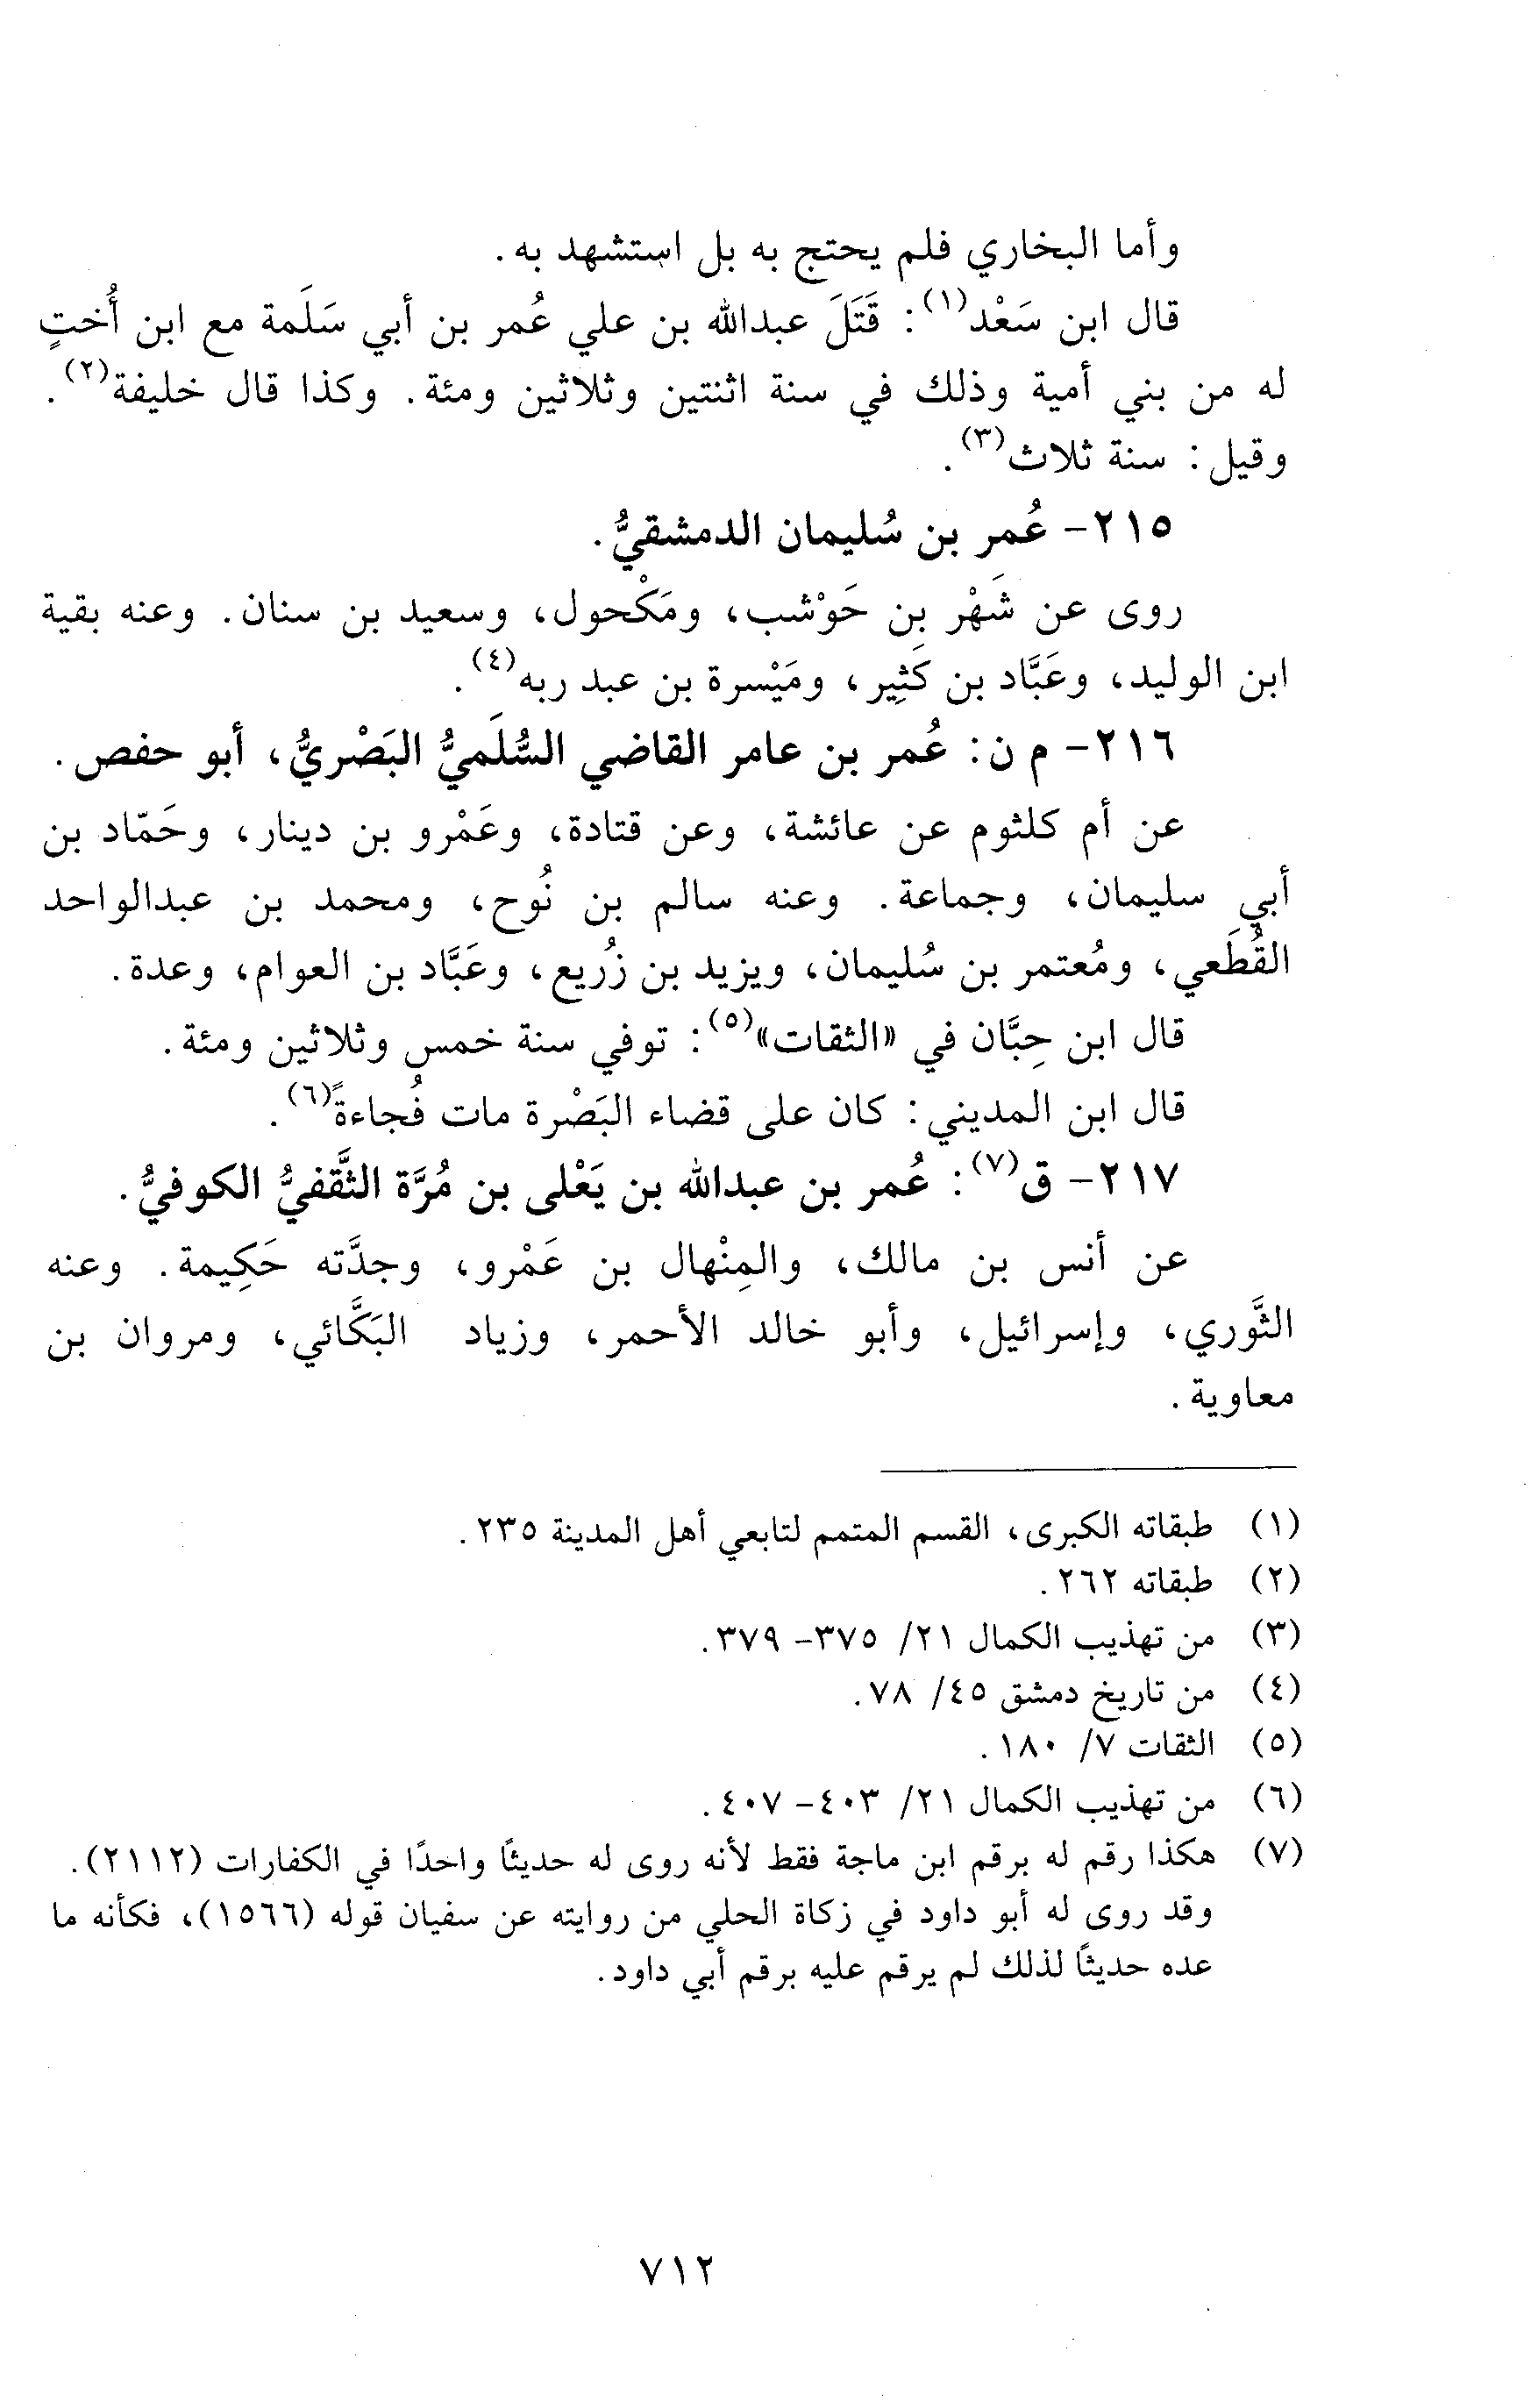 وأما البخاري فلم يحتج به بل استشهد به.
قال ابن سَعْد(١): قَتَلَ عبدالله بن علي عُمر بن أبي سَلَمة مع ابن أُختٍ
له من بني أمية وذلك في سنة اثنتين وثلاثين ومئة. وكذا قال خليفة(٢).
وقيل: سنة ثلاث(٣).
٢١٥- عُمر بن سُليمان الدمشقيُّ.
روى عن شَهْر بن حَوْشب، ومَكْحول، وسعيد بن سنان. وعنه بقية
ابن الوليد، وعَبَّاد بن كَثِير، ومَيْسرة بن عبد ربه(٤).
٢١٦- م ن: عُمر بن عامر القاضي السُّلَميُّ البَصْريُّ، أبو حفص.
عن أم كلثوم عن عائشة، وعن قتادة، وعَمْرو بن دينار، وحَمّاد بن
أبي سليمان، وجماعة. وعنه سالم بن نُوح، ومحمد بن عبدالواحد
القُطَعي، ومُعتمر بن سُليمان، ويزيد بن زُريع، وعَبَّاد بن العوام، وعدة.
قال ابن حِبَّان في «الثقات»(٥): توفي سنة خمس وثلاثين ومئة.
قال ابن المديني: كان على قضاء البَصْرة مات فُجاءةً(٦).
٢١٧- ق(٧): عُمر بن عبدالله بن يَعْلى بن مُرَّة الثَّقفيُّ الكوفيُّ.
عن أنس بن مالك، والمِنْهال بن عَمْرو، وجدَّته حَكِيمة. وعنه
الثَّوري، وإسرائيل، وأبو خالد الأحمر، وزياد البَكَّائي، ومروان بن
معاوية.
(١) طبقاته الكبرى، القسم المتمم لتابعي أهل المدينة ٢٣٥.
(٢) طبقاته ٢٦٢.
(٣) من تهذيب الكمال ٢١/ ٣٧٥- ٣٧٩.
(٤) من تاريخ دمشق ٤٥/ ٧٨.
(٥) الثقات ٧/ ١٨٠.
(٦) من تهذيب الكمال ٢١/ ٤٠٣- ٤٠٧.
(٧) هكذا رقم له برقم ابن ماجة فقط لأنه روى له حديثًا واحدًا في الكفارات (٢١١٢).
وقد روى له أبو داود في زكاة الحلي من روايته عن سفيان قوله (١٥٦٦)، فكأنه ما
عده حديثًا لذلك لم يرقم عليه برقم أبي داود.
٧١٢